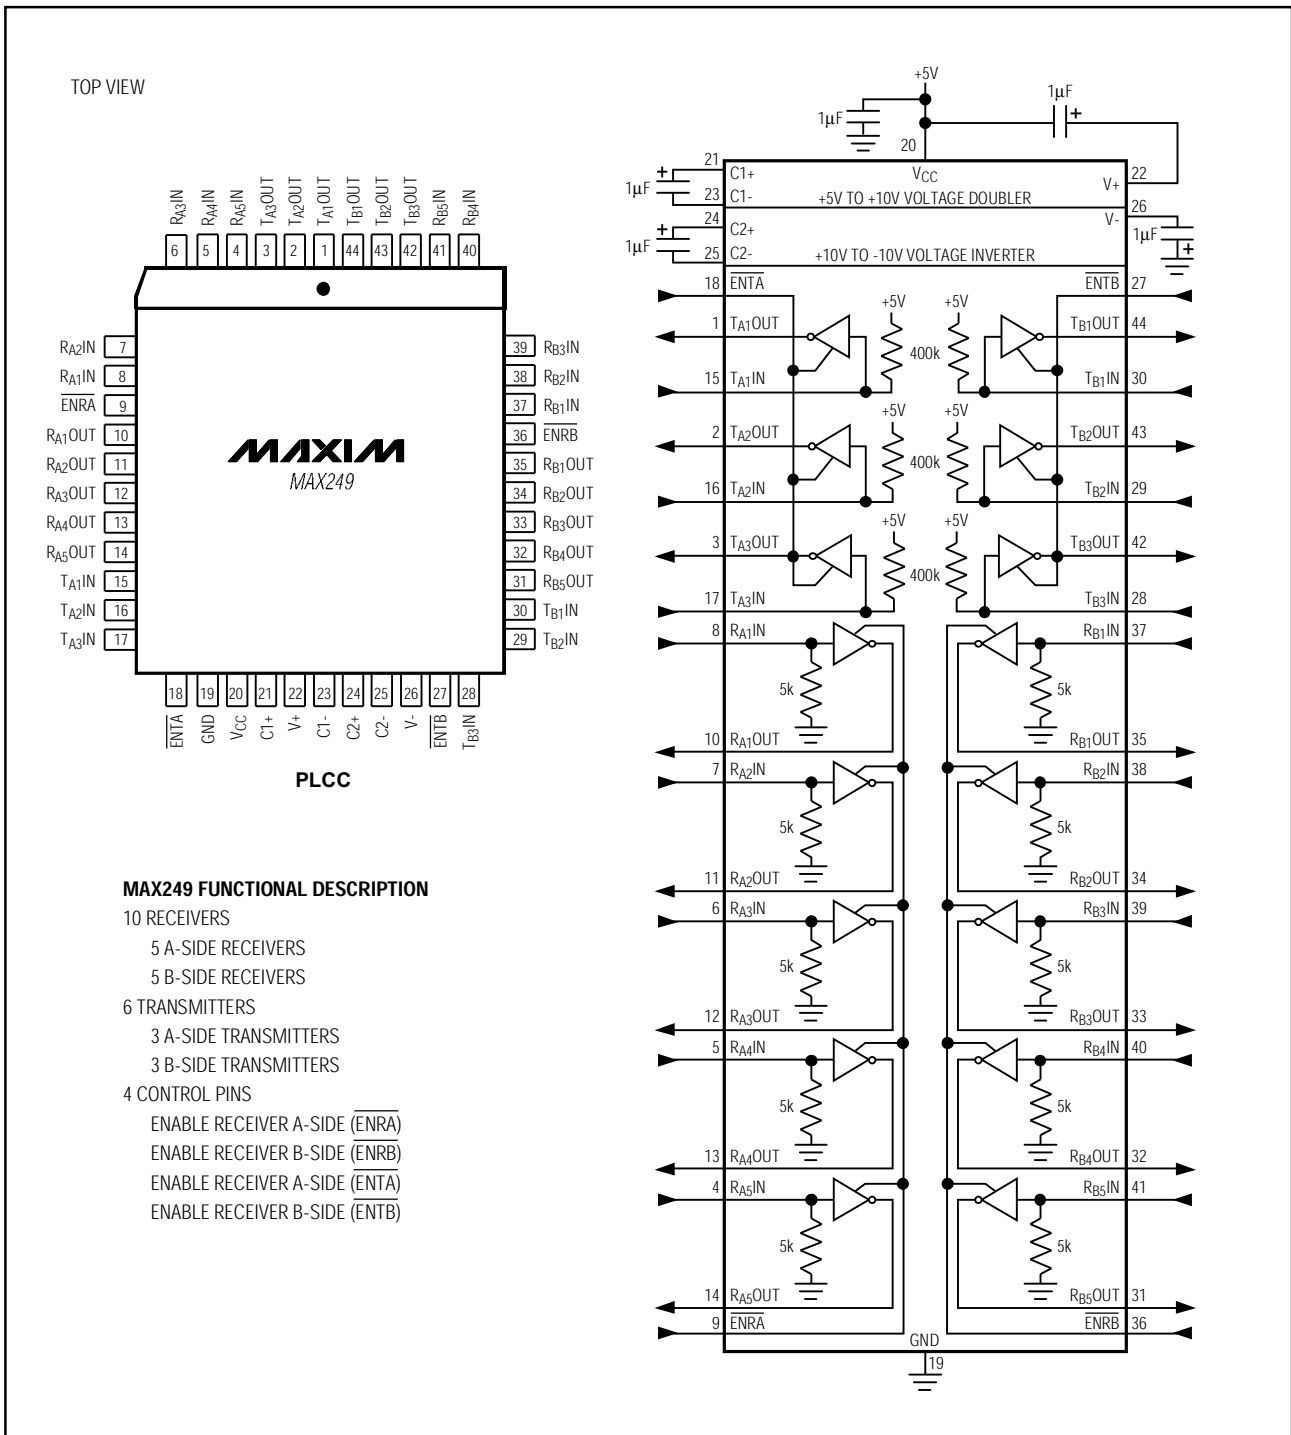 TOP VIEW
RA3IN RA4IN RA5IN TA3OUT TA2OUT TA1OUT TB1OUT TB2OUT TB3OUT RB5IN RB4IN
6 5 4 3 2 1 44 43 42 41 40
RA2IN 7
RA1IN 8
ENRA 9
RA1OUT 10
RA2OUT 11
RA3OUT 12
RA4OUT 13
RA5OUT 14
TA1IN 15
TA2IN 16
TA3IN 17
MAXIM
MAX249
39 RB3IN
38 RB2IN
37 RB1IN
36 ENRB
35 RB1OUT
34 RB2OUT
33 RB3OUT
32 RB4OUT
31 RB5OUT
30 TB1IN
29 TB2IN
18 19 20 21 22 23 24 25 26 27 28
ENTA GND VCC C1+ V+ C1- C2+ C2- V- ENTB TB3IN
PLCC
MAX249 FUNCTIONAL DESCRIPTION
10 RECEIVERS
5 A-SIDE RECEIVERS
5 B-SIDE RECEIVERS
6 TRANSMITTERS
3 A-SIDE TRANSMITTERS
3 B-SIDE TRANSMITTERS
4 CONTROL PINS
ENABLE RECEIVER A-SIDE (ENRA)
ENABLE RECEIVER B-SIDE (ENRB)
ENABLE RECEIVER A-SIDE (ENTA)
ENABLE RECEIVER B-SIDE (ENTB)
+5V
1µF
1µF +
20
VCC
21 C1+
+ 1µF
23 C1-
+5V TO +10V VOLTAGE DOUBLER
V+ 22
24 C2+
+ 1µF
25 C2-
+10V TO -10V VOLTAGE INVERTER
V- 26
1µF +
18 ENTA
ENTB 27
+5V +5V
1 TA1OUT
400k
TB1OUT 44
15 TA1IN
TB1IN 30
+5V
2 TA2OUT
400k
TB2OUT 43
16 TA2IN
TB2IN 29
+5V
3 TA3OUT
400k
TB3OUT 42
17 TA3IN
TB3IN 28
8 RA1IN
RB1IN 37
5k 5k
10 RA1OUT
RB1OUT 35
7 RA2IN
RB2IN 38
5k 5k
11 RA2OUT
RB2OUT 34
6 RA3IN
RB3IN 39
5k 5k
12 RA3OUT
RB3OUT 33
5 RA4IN
RB4IN 40
5k 5k
13 RA4OUT
RB4OUT 32
4 RA5IN
RB5IN 41
5k 5k
14 RA5OUT
RB5OUT 31
9 ENRA
ENRB 36
GND
19